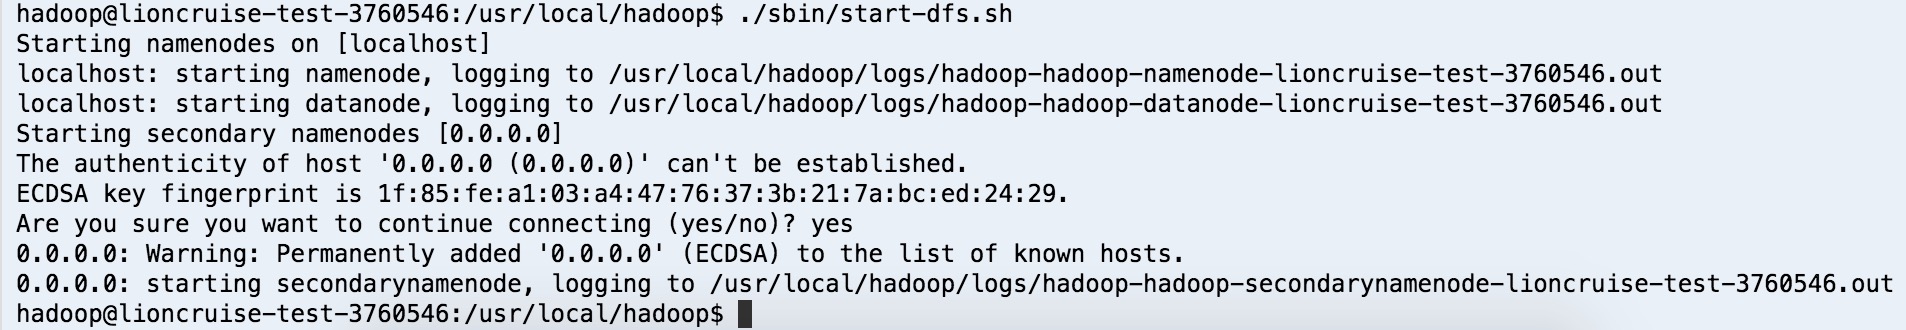 hadoop@lioncruise-test-3760546:/usr/local/hadoop$ ./sbin/start-dfs.sh
Starting namenodes on [localhost]
localhost: starting namenode, logging to /usr/local/hadoop/logs/hadoop-hadoop-namenode-lioncruise-test-3760546.out
localhost: starting datanode, logging to /usr/local/hadoop/logs/hadoop-hadoop-datanode-lioncruise-test-3760546.out
Starting secondary namenodes [0.0.0.0]
The authenticity of host '0.0.0.0 (0.0.0.0)' can't be established.
ECDSA key fingerprint is 1f:85:fe:a1:03:a4:47:76:37:3b:21:7a:bc:ed:24:29.
Are you sure you want to continue connecting (yes/no)? yes
0.0.0.0: Warning: Permanently added '0.0.0.0' (ECDSA) to the list of known hosts.
0.0.0.0: starting secondarynamenode, logging to /usr/local/hadoop/logs/hadoop-hadoop-secondarynamenode-lioncruise-test-3760546.out
hadoop@lioncruise-test-3760546:/usr/local/hadoop$